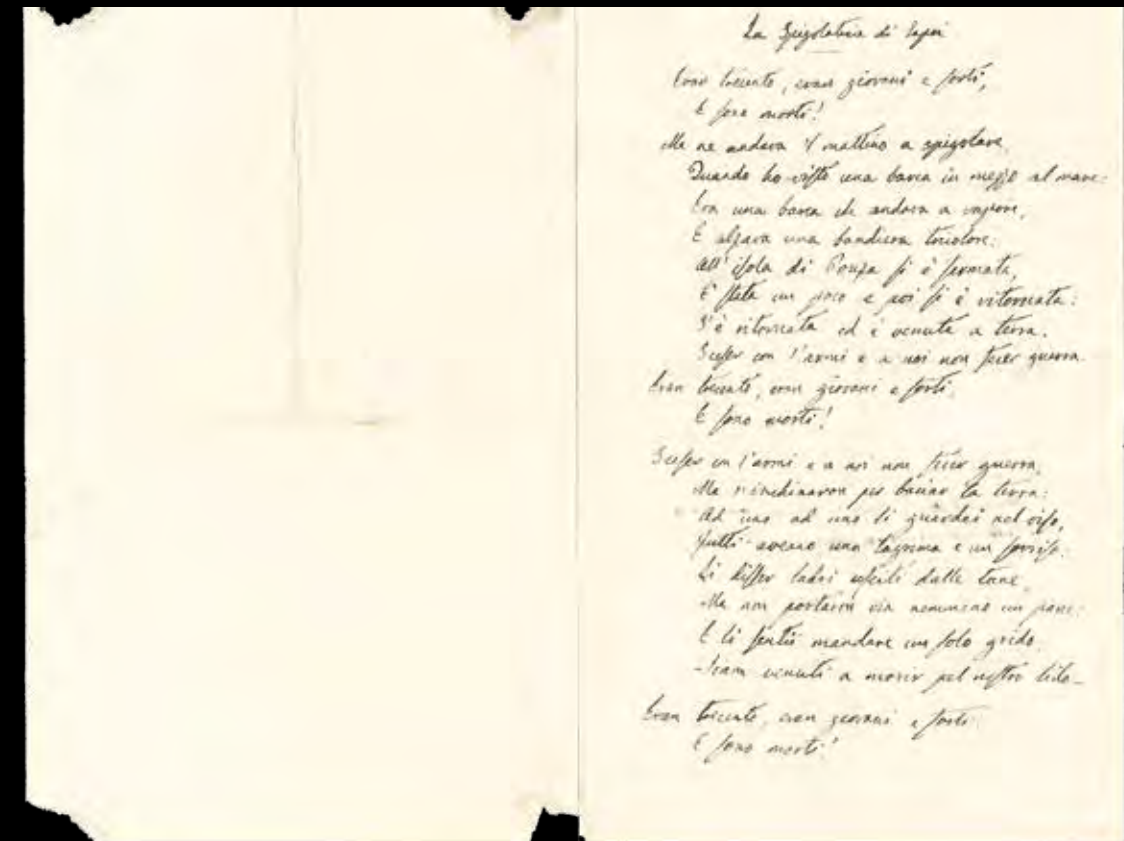 La Spigolatrice di Sapri
Eran trecento, eran giovani e forti,
E sono morti!
Me ne andava il mattino a spigolare,
Quando ho visto una barca in mezzo al mare:
Era una barca che andava a vapore,
E alzava una bandiera tricolore:
All'isola di Ponza si è fermata,
È stata un poco e poi si è ritornata:
S'è ritornata ed è venuta a terra.
Sceser con l'armi e a noi non fecer guerra.
Eran trecento, eran giovani e forti,
E sono morti!
Sceser con l'armi e a noi non fecer guerra,
Ma s'inchinaron per baciar la terra:
Ad uno ad uno li guardai nel viso,
Tutti aveano una lagrima e un sorriso.
Li disser ladri usciti dalle tane,
Ma non portaron via nemmeno un pane:
E li sentii mandare un solo grido.
-Siam venuti a morir pel nostro lido-
Eran trecento, eran giovani e forti.
E sono morti!